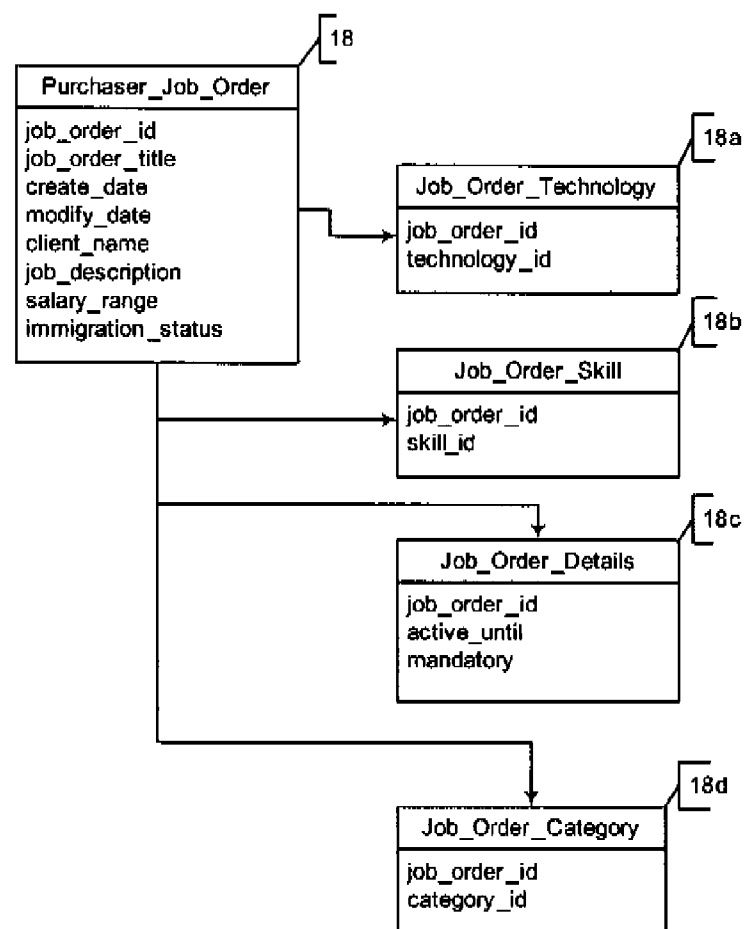 18
Purchaser_Job_Order
job_order_id
job_order_title
create_date
modify_date
client_name
job_description
salary_range
immigration_status
18a
Job_Order_Technology
job_order_id
technology_id
18b
Job_Order_Skill
job_order_id
skill_id
18c
Job_Order_Details
job_order_id
active_until
mandatory
18d
Job_Order_Category
job_order_id
category_id